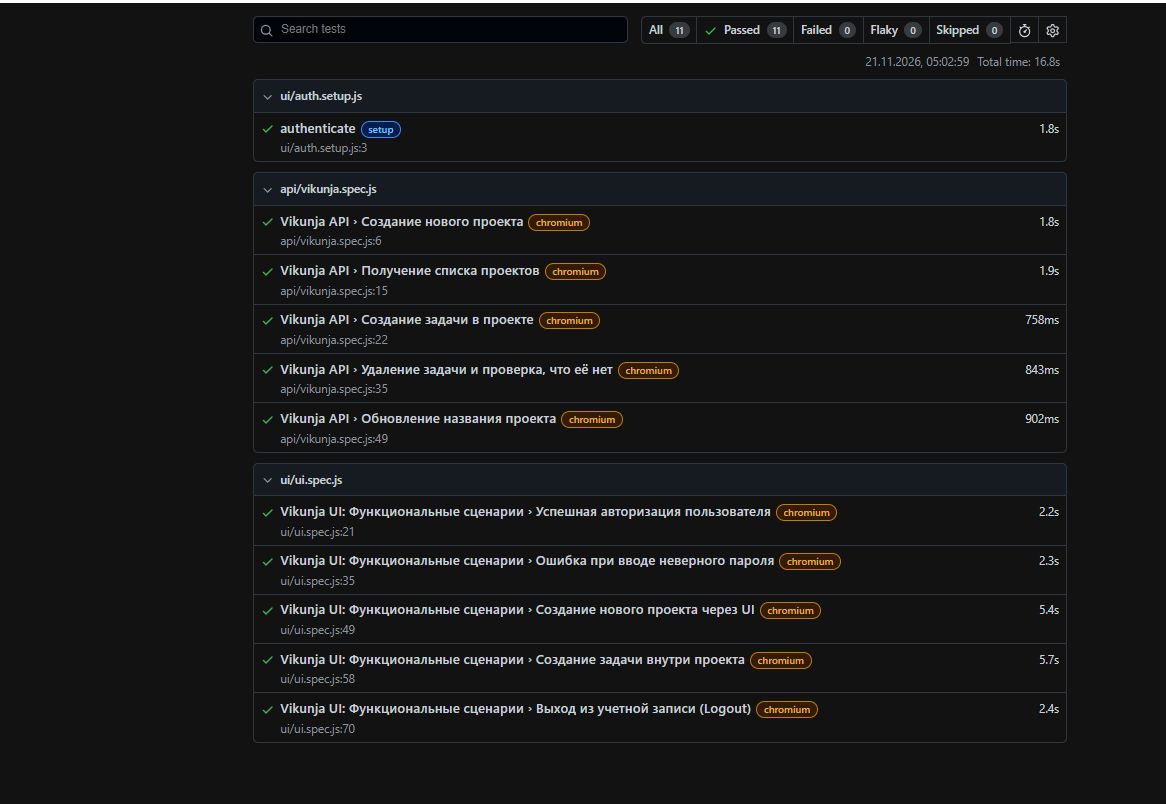 Search tests
All 11 Passed 11 Failed 0 Flaky 0 Skipped 0
21.11.2026, 05:02:59 Total time: 16.8s
ui/auth.setup.js
authenticate setup 1.8s
ui/auth.setup.js:3
api/vikunja.spec.js
Vikunja API › Создание нового проекта chromium 1.8s
api/vikunja.spec.js:6
Vikunja API › Получение списка проектов chromium 1.9s
api/vikunja.spec.js:15
Vikunja API › Создание задачи в проекте chromium 758ms
api/vikunja.spec.js:22
Vikunja API › Удаление задачи и проверка, что её нет chromium 843ms
api/vikunja.spec.js:35
Vikunja API › Обновление названия проекта chromium 902ms
api/vikunja.spec.js:49
ui/ui.spec.js
Vikunja UI: Функциональные сценарии › Успешная авторизация пользователя chromium 2.2s
ui/ui.spec.js:21
Vikunja UI: Функциональные сценарии › Ошибка при вводе неверного пароля chromium 2.3s
ui/ui.spec.js:35
Vikunja UI: Функциональные сценарии › Создание нового проекта через UI chromium 5.4s
ui/ui.spec.js:49
Vikunja UI: Функциональные сценарии › Создание задачи внутри проекта chromium 5.7s
ui/ui.spec.js:58
Vikunja UI: Функциональные сценарии › Выход из учетной записи (Logout) chromium 2.4s
ui/ui.spec.js:70